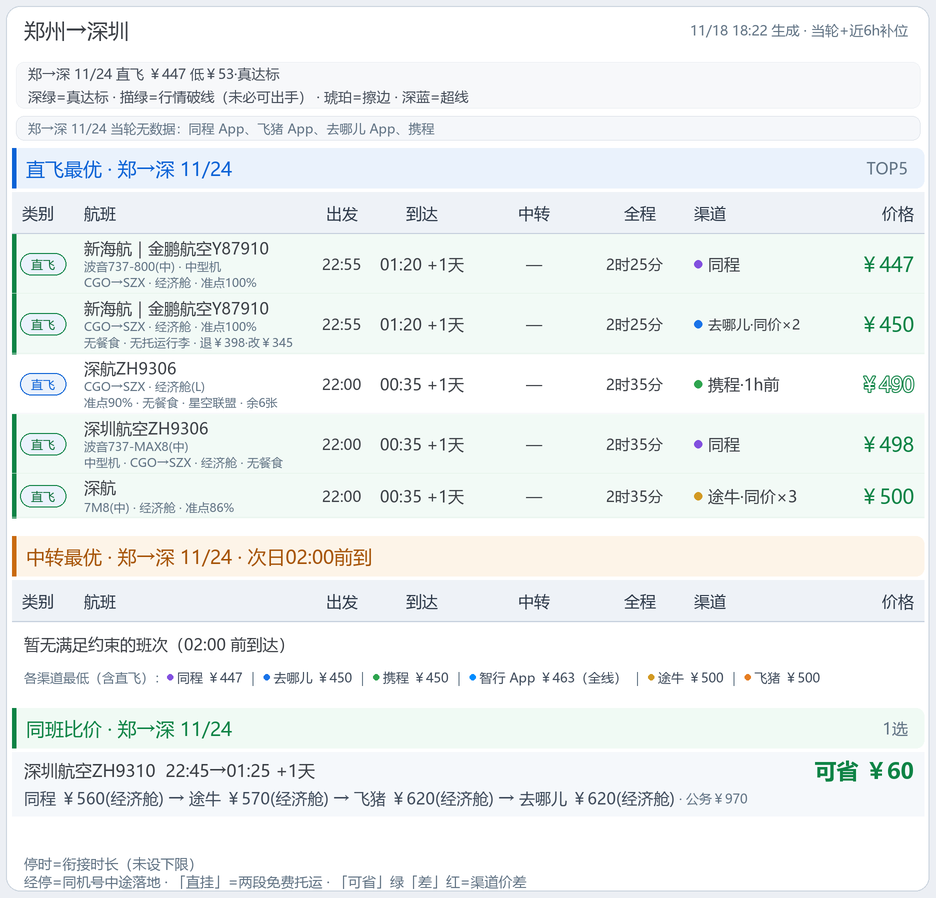 郑州→深圳
11/18 18:22 生成 · 当轮+近6h补位
郑→深 11/24 直飞 ￥447 低￥53·真达标
深绿=真达标 · 描绿=行情破线（未必可出手） · 琥珀=擦边 · 深蓝=超线
郑→深 11/24 当轮无数据：同程 App、飞猪 App、去哪儿 App、携程
直飞最优 · 郑→深 11/24 TOP5
类别 航班 出发 到达 中转 全程 渠道 价格
新海航｜金鹏航空Y87910
波音737-800(中) · 中型机
直飞 22:55 01:20 +1天 — 2时25分 同程 ￥447
CGO→SZX · 经济舱 · 准点100%
新海航｜金鹏航空Y87910
CGO→SZX · 经济舱 · 准点100%
直飞 22:55 01:20 +1天 — 2时25分 去哪儿·同价×2 ￥450
无餐食 · 无托运行李 · 退￥398·改￥345
深航ZH9306
CGO→SZX · 经济舱(L)
直飞 22:00 00:35 +1天 — 2时35分 携程·1h前 ￥490
准点90% · 无餐食 · 星空联盟 · 余6张
深圳航空ZH9306
波音737-MAX8(中)
直飞 22:00 00:35 +1天 — 2时35分 同程 ￥498
中型机 · CGO→SZX · 经济舱 · 无餐食
深航
直飞 22:00 00:35 +1天 — 2时35分 途牛·同价×3 ￥500
7M8(中) · 经济舱 · 准点86%
中转最优 · 郑→深 11/24 · 次日02:00前到
类别 航班 出发 到达 中转 全程 渠道 价格
暂无满足约束的班次（02:00 前到达）
各渠道最低（含直飞）: 同程 ￥447 | 去哪儿 ￥450 | 携程 ￥450 | 智行 App ￥463（全线） | 途牛 ￥500 | 飞猪 ￥500
同班比价 · 郑→深 11/24 1选
深圳航空ZH9310 22:45→01:25 +1天 可省 ￥60
同程 ￥560(经济舱) → 途牛 ￥570(经济舱) → 飞猪 ￥620(经济舱) → 去哪儿 ￥620(经济舱) · 公务￥970
停时=衔接时长（未设下限）
经停=同机号中途落地 · 「直挂」=两段免费托运 · 「可省」绿「差」红=渠道价差